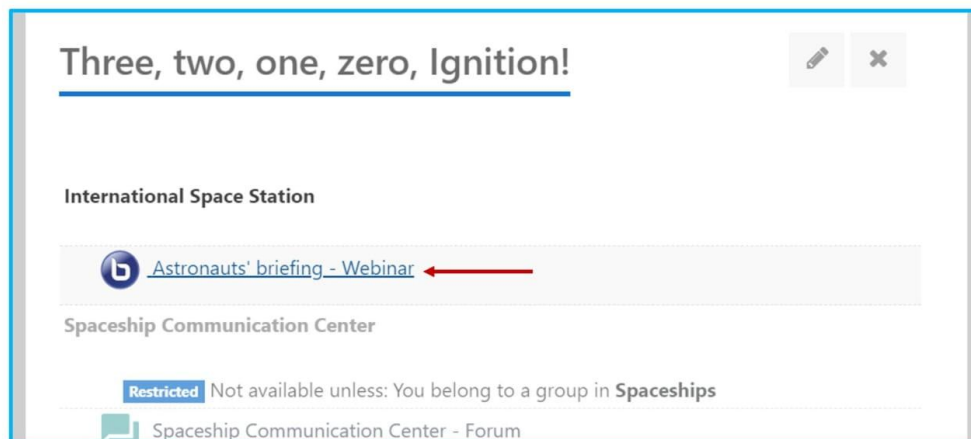 Three, two, one, zero, Ignition!
International Space Station
b
Astronauts' briefing - Webinar
Spaceship Communication Center
Restricted Not available unless: You belong to a group in Spaceships
Spaceship Communication Center - Forum